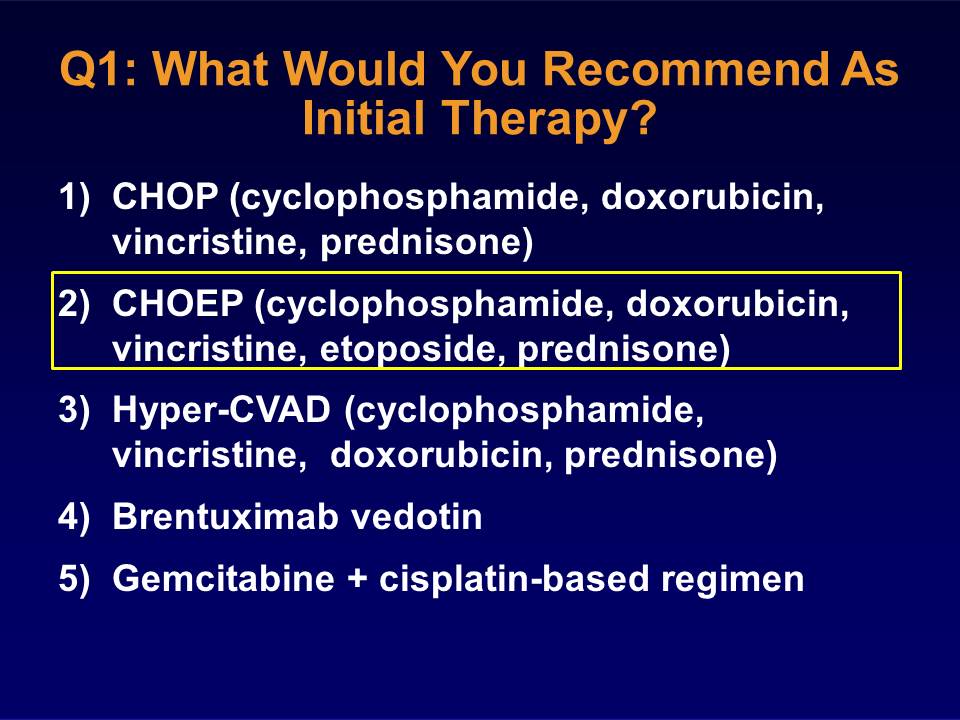 Q1: What Would You Recommend As
Initial Therapy?
1) CHOP (cyclophosphamide, doxorubicin,
vincristine, prednisone)
2) CHOEP (cyclophosphamide, doxorubicin,
vincristine, etoposide, prednisone)
3) Hyper-CVAD (cyclophosphamide,
vincristine,  doxorubicin, prednisone)
4) Brentuximab vedotin
5) Gemcitabine + cisplatin-based regimen